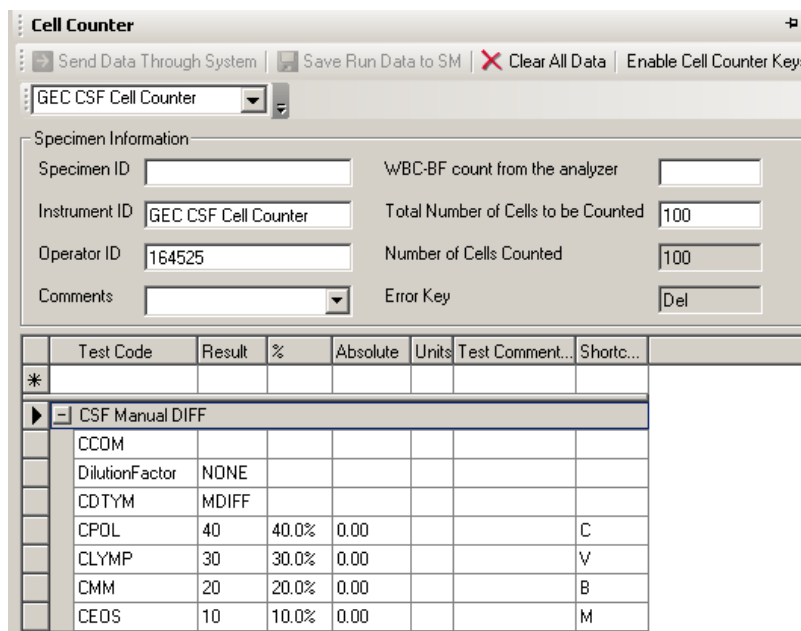 Cell Counter
Send Data Through System Save Run Data to SM Clear All Data Enable Cell Counter Keys
GEC CSF Cell Counter
Specimen Information
Specimen ID WBC-BF count from the analyzer
Instrument ID GEC CSF Cell Counter Total Number of Cells to be Counted 100
Operator ID 164525 Number of Cells Counted 100
Comments Error Key Del
Test Code Result % Absolute Units Test Comment... Shortc...
CSF Manual DIFF
CCOM
DilutionFactor NONE
CDTYM MDIFF
CPOL 40 40.0% 0.00 C
CLYMP 30 30.0% 0.00 V
CMM 20 20.0% 0.00 B
CEOS 10 10.0% 0.00 M